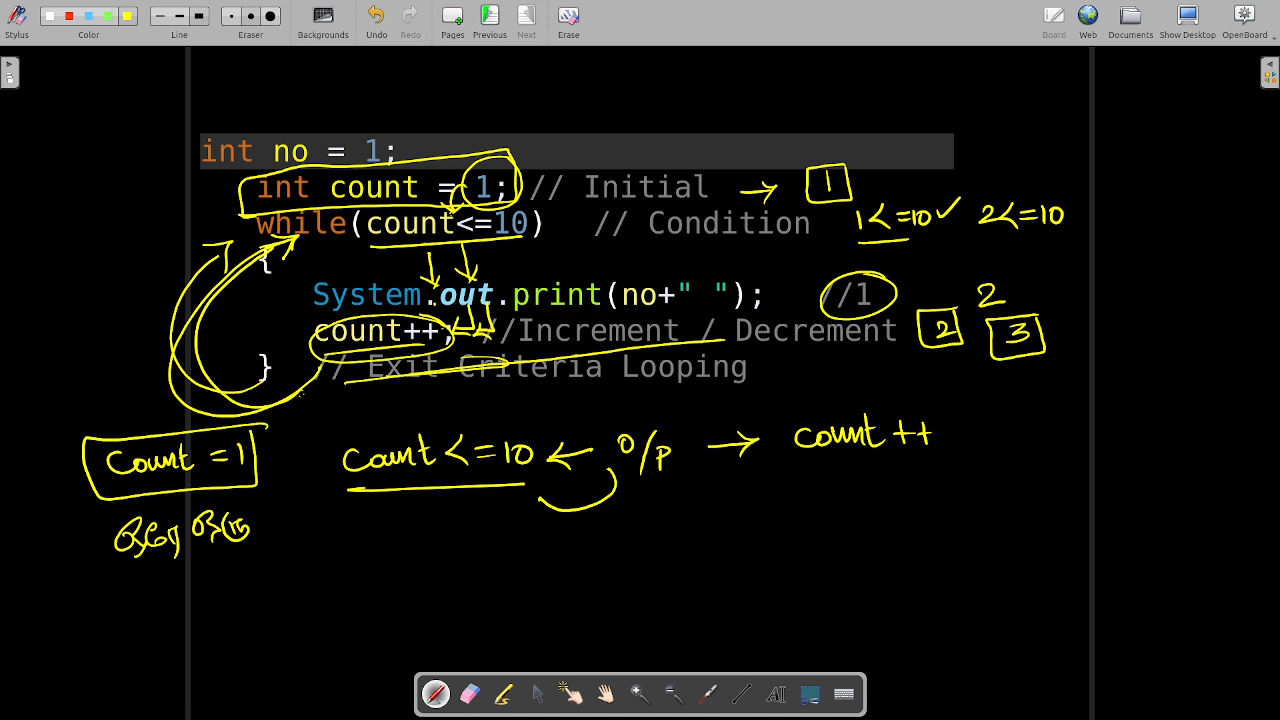 Stylus Color Line Eraser Backgrounds Undo Redo Pages Previous Next Erase Board Web Documents Show Desktop OpenBoard
int no = 1;
int count = 1; // Initial → 1
while(count<=10) // Condition 1<=10✓ 2<=10
{
System.out.print(no+" "); //1 2
count++; //Increment / Decrement 2 3
} // Exit Criteria Looping
Count = 1 Count <= 10 ← O/P → count ++